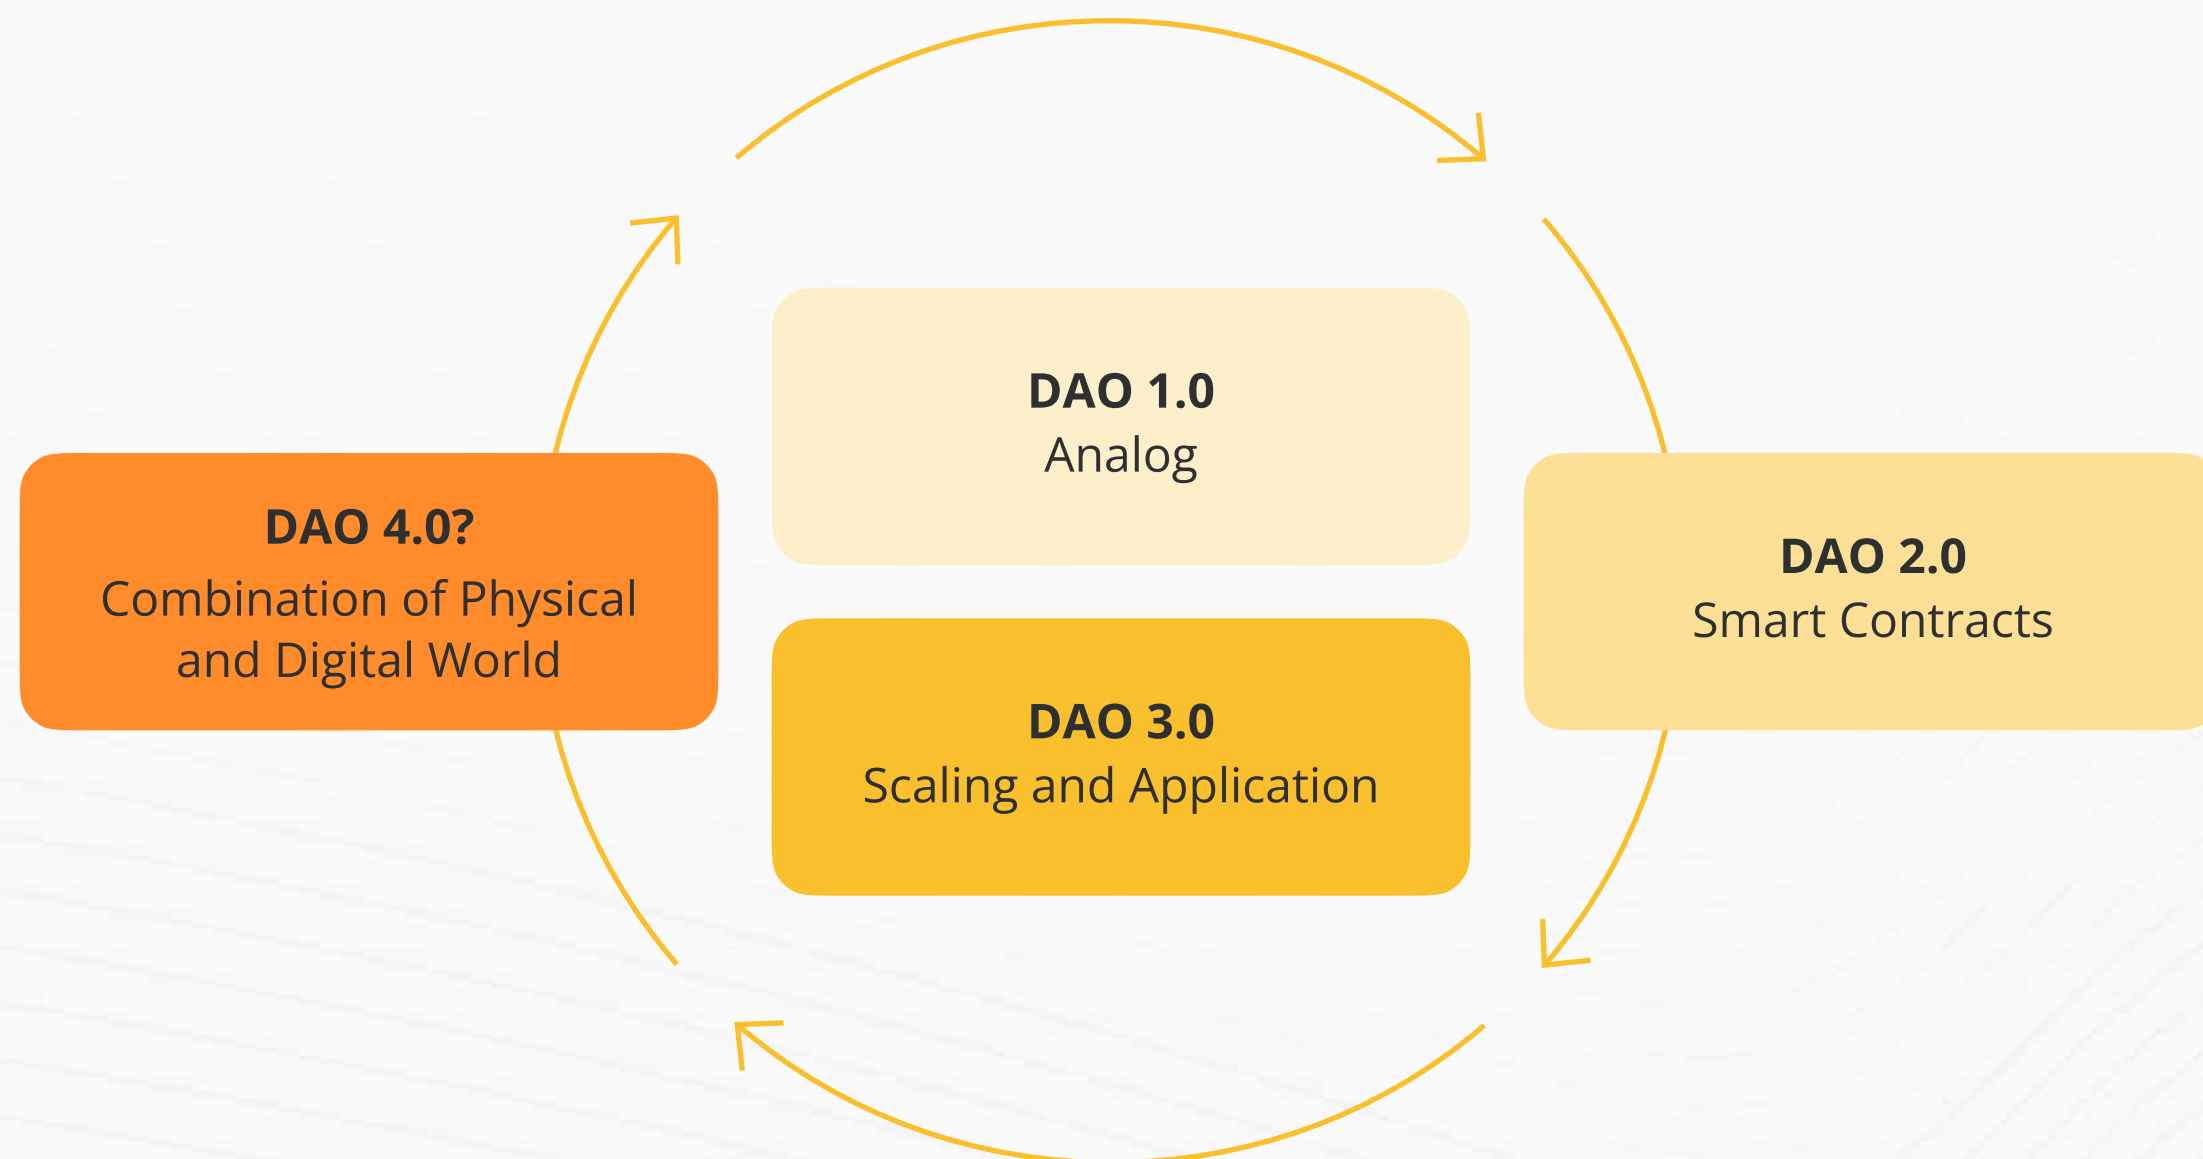 DAO 1.0
Analog
DAO 2.0
Smart Contracts
DAO 3.0
Scaling and Application
DAO 4.0?
Combination of Physical
and Digital World